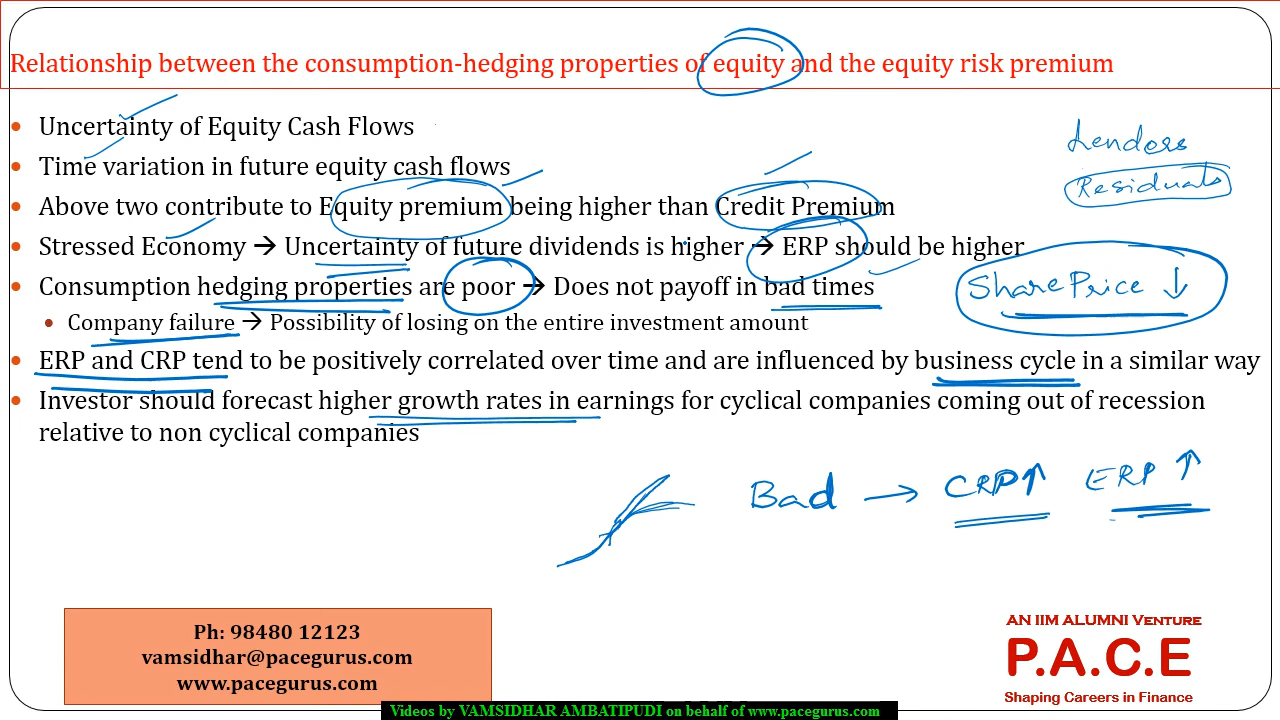 Relationship between the consumption-hedging properties of equity and the equity risk premium
• Uncertainty of Equity Cash Flows
• Time variation in future equity cash flows
• Above two contribute to Equity premium being higher than Credit Premium
• Stressed Economy → Uncertainty of future dividends is higher → ERP should be higher
• Consumption hedging properties are poor → Does not payoff in bad times
• Company failure → Possibility of losing on the entire investment amount
• ERP and CRP tend to be positively correlated over time and are influenced by business cycle in a similar way
• Investor should forecast higher growth rates in earnings for cyclical companies coming out of recession
relative to non cyclical companies
Lenders
Residuals
Share Price ↓
Bad → CRP↑ ERP ↑
Ph: 98480 12123
vamsidhar@pacegurus.com
www.pacegurus.com
AN IIM ALUMNI VENTURE
P.A.C.E
Shaping Careers in Finance
Videos by VAMSIDHAR AMBATIPUDI on behalf of www.pacegurus.com